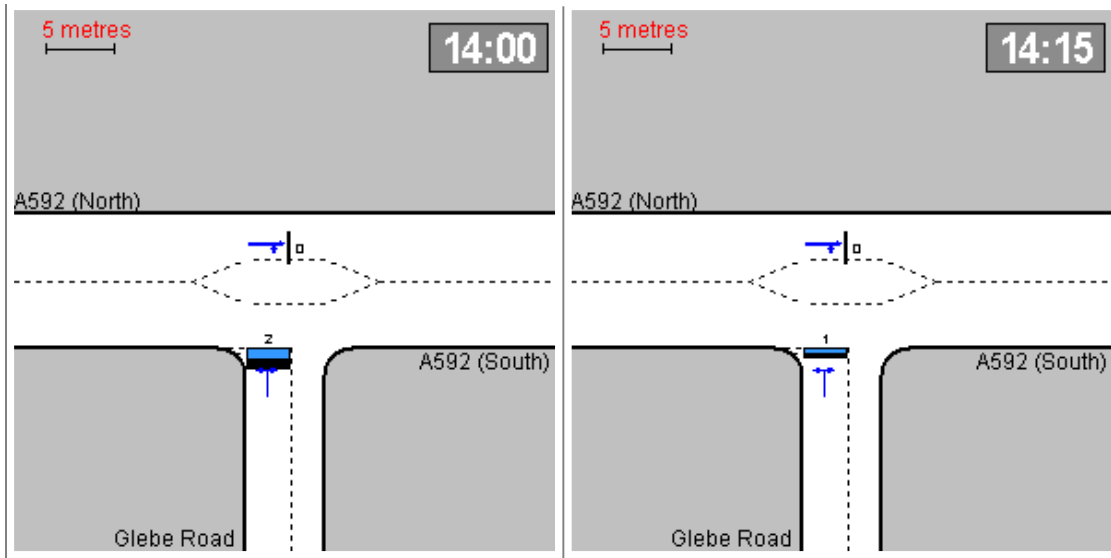 5 metres
14:00
A592 (North)
0
2
A592 (South)
Glebe Road
5 metres
14:15
A592 (North)
0
1
A592 (South)
Glebe Road